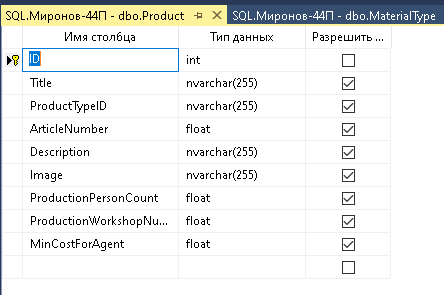 SQL.Миронов-44П - dbo.Product SQL.Миронов-44П - dbo.MaterialType
Имя столбца Тип данных Разрешить ...
ID int
Title nvarchar(255)
ProductTypeID nvarchar(255)
ArticleNumber float
Description nvarchar(255)
Image nvarchar(255)
ProductionPersonCount float
ProductionWorkshopNu... float
MinCostForAgent float